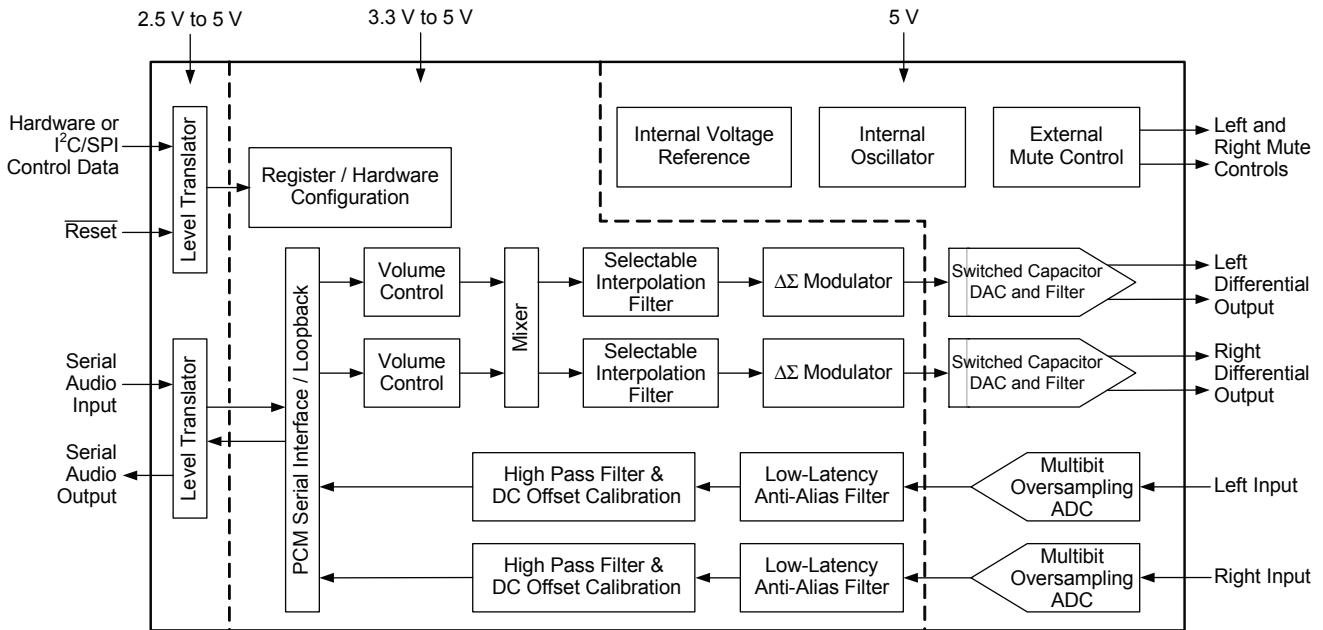 2.5 V to 5 V
3.3 V to 5 V
5 V
Hardware or
I²C/SPI
Control Data
Reset
Level Translator
Register / Hardware
Configuration
Internal Voltage
Reference
Internal
Oscillator
External
Mute Control
Left and
Right Mute
Controls
Serial
Audio
Input
Serial
Audio
Output
Level Translator
PCM Serial Interface / Loopback
Volume
Control
Volume
Control
Mixer
Selectable
Interpolation
Filter
Selectable
Interpolation
Filter
ΔΣ Modulator
ΔΣ Modulator
Switched Capacitor
DAC and Filter
Switched Capacitor
DAC and Filter
Left
Differential
Output
Right
Differential
Output
High Pass Filter &
DC Offset Calibration
Low-Latency
Anti-Alias Filter
Multibit
Oversampling
ADC
Left Input
High Pass Filter &
DC Offset Calibration
Low-Latency
Anti-Alias Filter
Multibit
Oversampling
ADC
Right Input